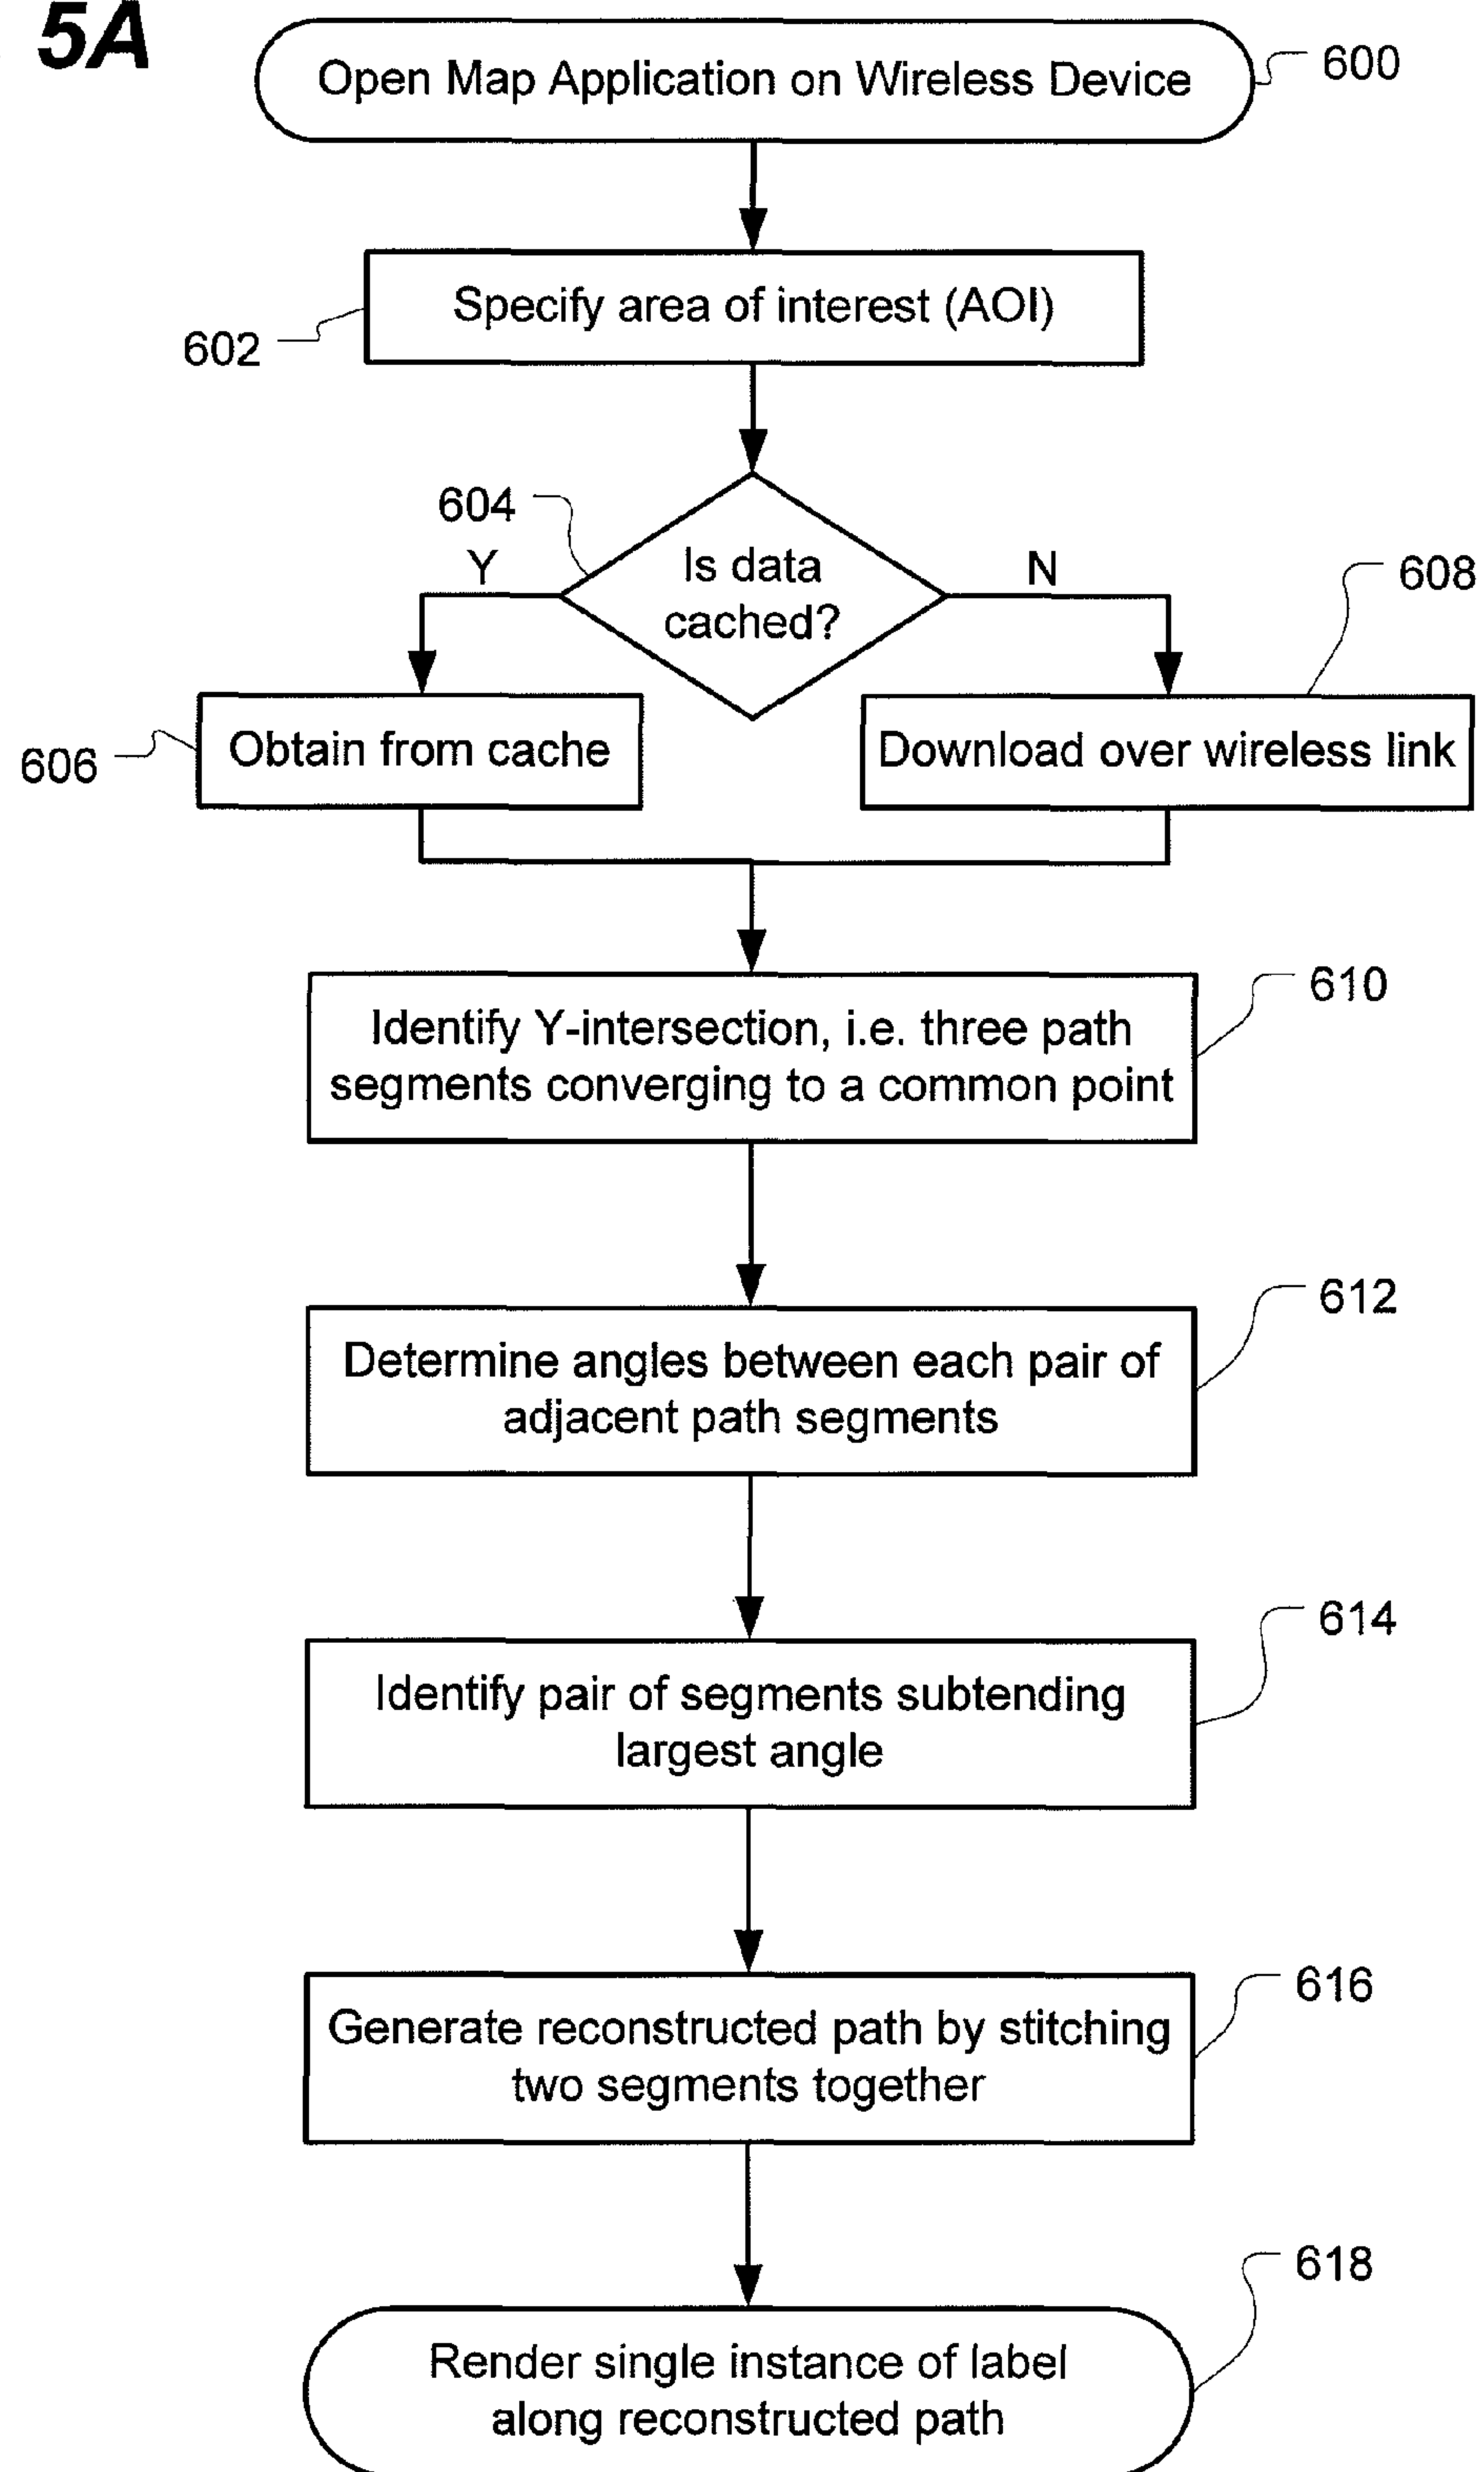 5A
Open Map Application on Wireless Device
600
Specify area of interest (AOI)
602
604
Y
Is data
cached?
N
608
606
Obtain from cache
Download over wireless link
610
Identify Y-intersection, i.e. three path
segments converging to a common point
612
Determine angles between each pair of
adjacent path segments
614
Identify pair of segments subtending
largest angle
616
Generate reconstructed path by stitching
two segments together
618
Render single instance of label
along reconstructed path